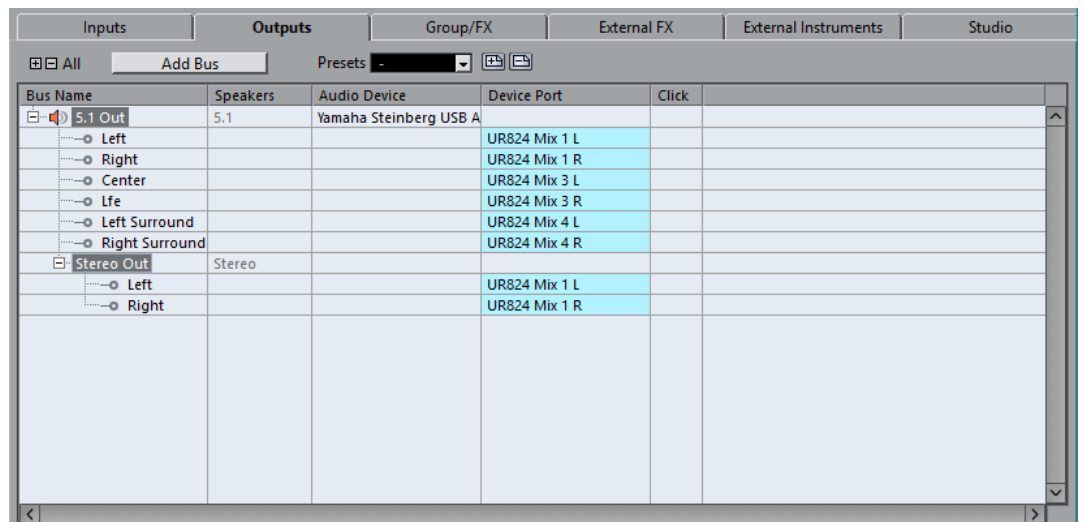 Inputs Outputs Group/FX External FX External Instruments Studio
All Add Bus Presets -
Bus Name Speakers Audio Device Device Port Click
5.1 Out 5.1 Yamaha Steinberg USB A
Left UR824 Mix 1 L
Right UR824 Mix 1 R
Center UR824 Mix 3 L
Lfe UR824 Mix 3 R
Left Surround UR824 Mix 4 L
Right Surround UR824 Mix 4 R
Stereo Out Stereo
Left UR824 Mix 1 L
Right UR824 Mix 1 R